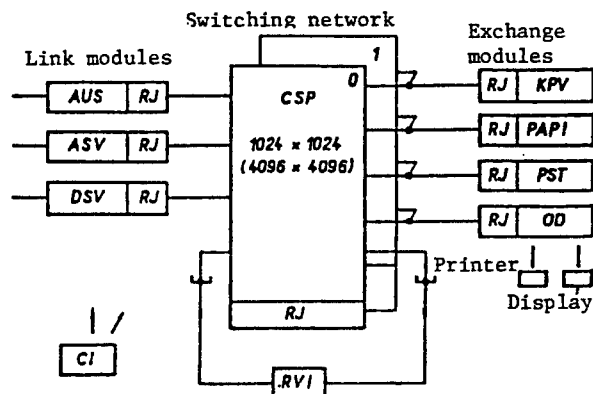 Switching network
Link modules
Exchange
modules
1
0
CSP
1024 × 1024
(4096 × 4096)
AUS RJ
ASV RJ
DSV RJ
RJ KPV
RJ PAPI
RJ PST
RJ OD
Printer
Display
RJ
CI
.RVI